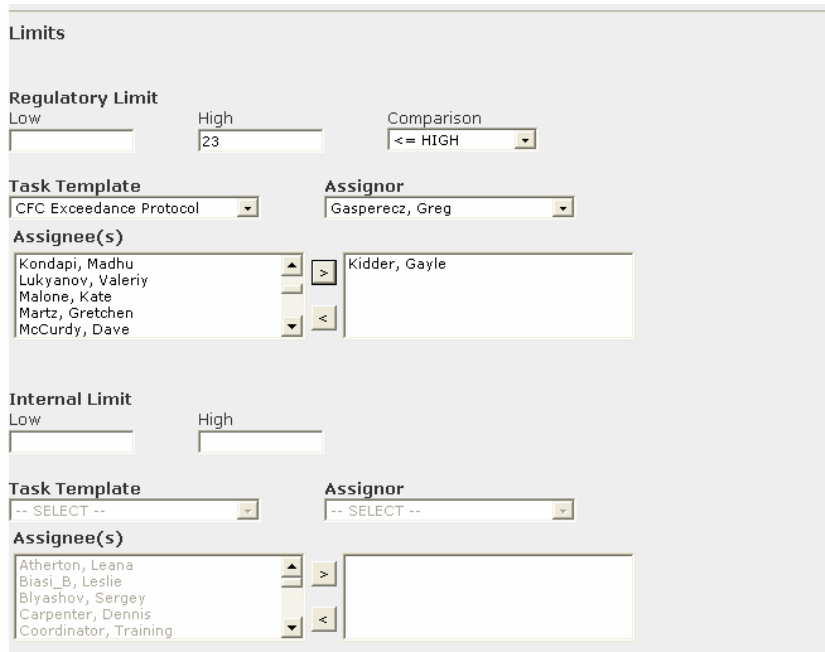 Limits
Regulatory Limit
Low High Comparison
23 <= HIGH
Task Template Assignor
CFC Exceedance Protocol Gasperecz, Greg
Assignee(s)
Kondapi, Madhu > Kidder, Gayle
Lukyanov, Valeriy
Malone, Kate
Martz, Gretchen
McCurdy, Dave <
Internal Limit
Low High
Task Template Assignor
-- SELECT -- -- SELECT --
Assignee(s)
Atherton, Leana >
Biasi_B, Leslie
Blyashov, Sergey
Carpenter, Dennis <
Coordinator, Training